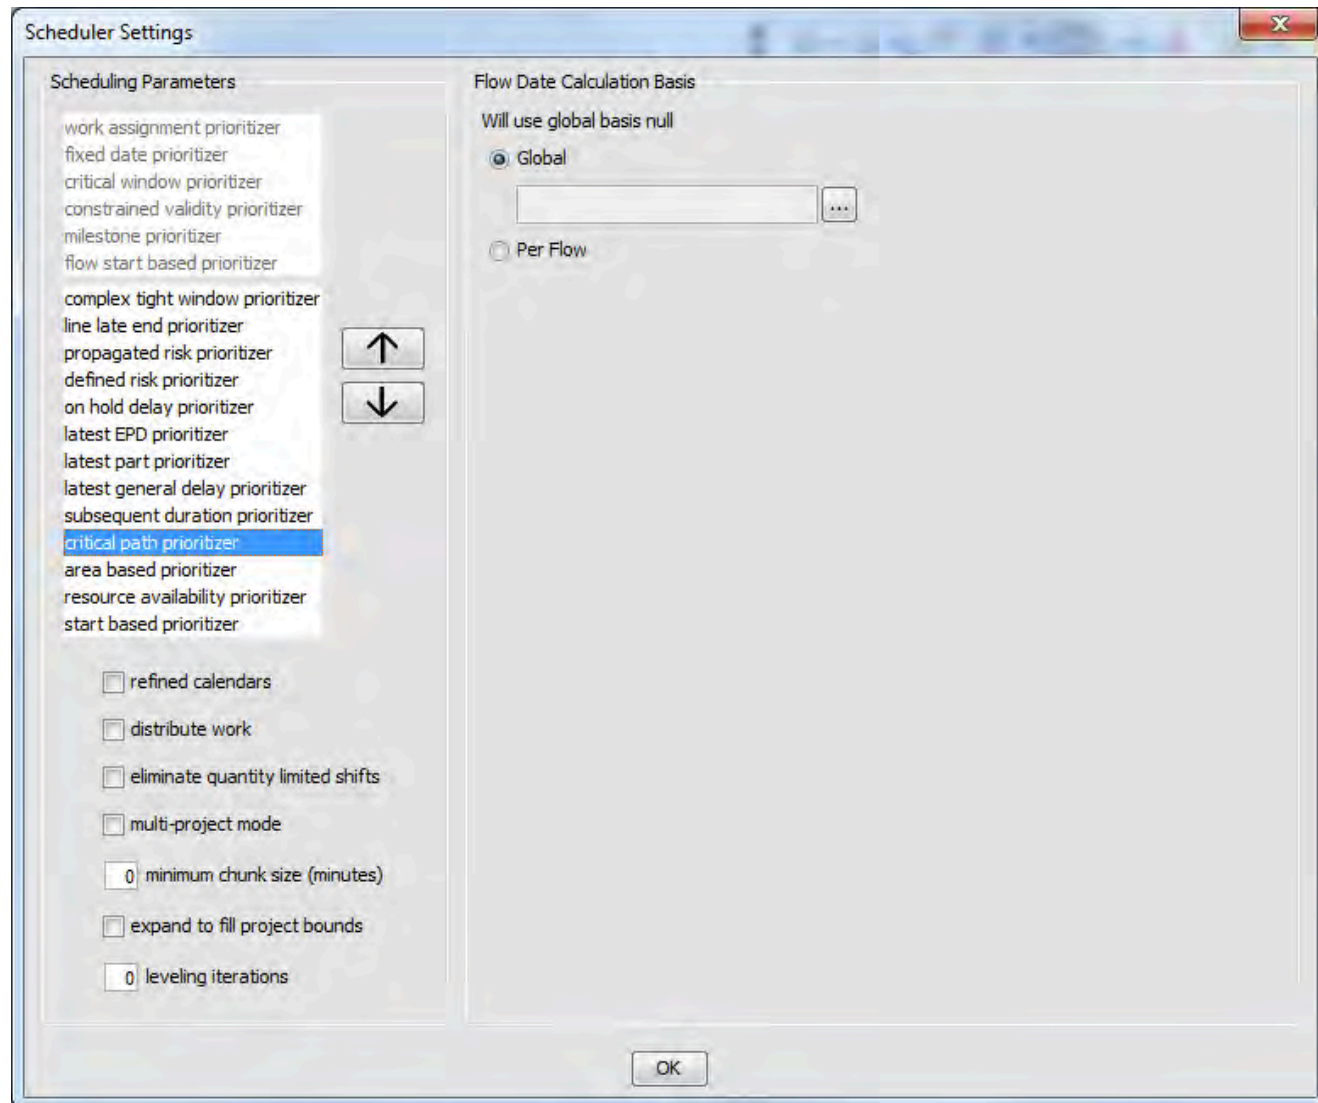 Scheduler Settings
Scheduling Parameters
work assignment prioritizer
fixed date prioritizer
critical window prioritizer
constrained validity prioritizer
milestone prioritizer
flow start based prioritizer
complex tight window prioritizer
line late end prioritizer
propagated risk prioritizer
defined risk prioritizer
on hold delay prioritizer
latest EPD prioritizer
latest part prioritizer
latest general delay prioritizer
subsequent duration prioritizer
critical path prioritizer
area based prioritizer
resource availability prioritizer
start based prioritizer
refined calendars
distribute work
eliminate quantity limited shifts
multi-project mode
0 minimum chunk size (minutes)
expand to fill project bounds
0 leveling iterations
Flow Date Calculation Basis
Will use global basis null
Global
...
Per Flow
OK